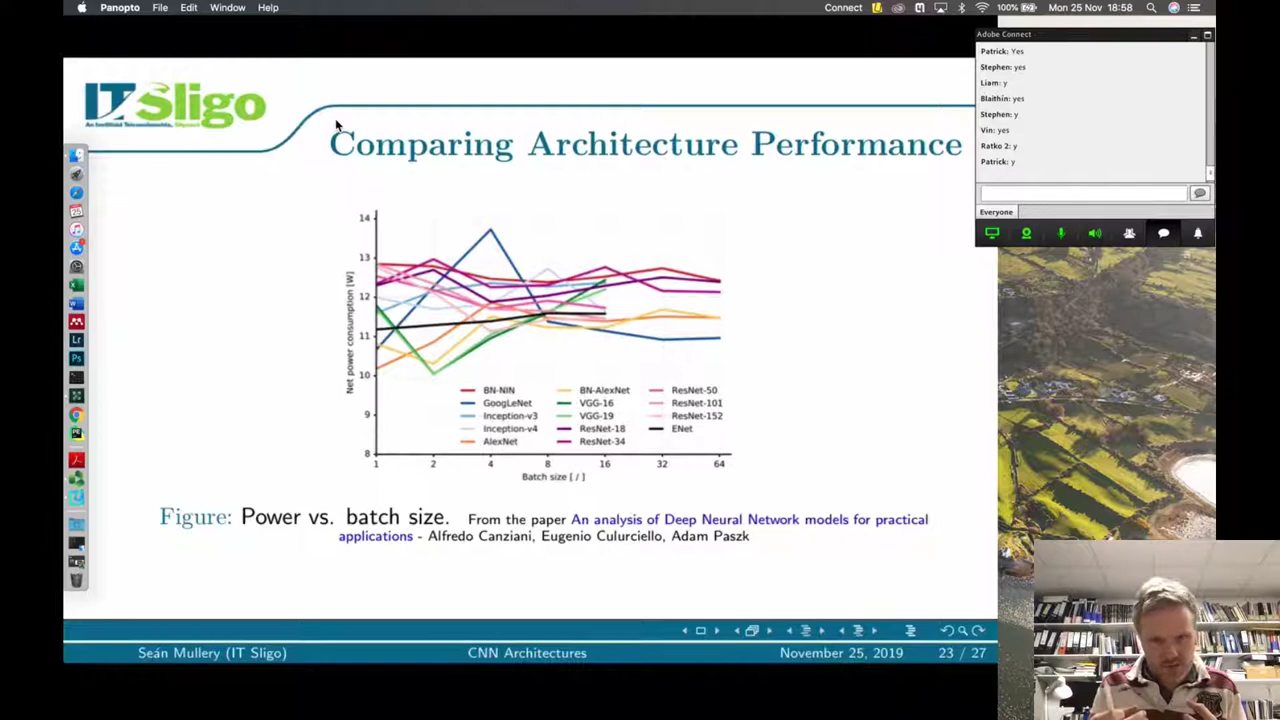 Panopto File Edit Window Help
Connect 100% Mon 25 Nov 18:58
Adobe Connect
Patrick: Yes
Stephen: yes
Liam: y
Blaithín: yes
Stephen: y
Vin: yes
Ratko 2: y
Patrick: y
Everyone
IT Sligo
Comparing Architecture Performance
14
13
12
11
10
9
8
Net power consumption [W]
BN-NIN
GoogLeNet
Inception-v3
Inception-v4
AlexNet
BN-AlexNet
VGG-16
VGG-19
ResNet-18
ResNet-34
ResNet-50
ResNet-101
ResNet-152
ENet
1 2 4 8 16 32 64
Batch size [ / ]
Figure: Power vs. batch size. From the paper An analysis of Deep Neural Network models for practical
applications - Alfredo Canziani, Eugenio Culurciello, Adam Paszk
Seán Mullery (IT Sligo) CNN Architectures November 25, 2019 23 / 27